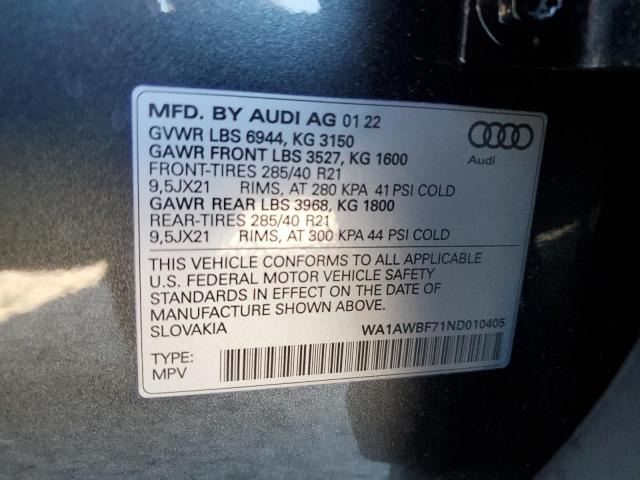 MFD. BY AUDI AG 01 22
GVWR LBS 6944, KG 3150
GAWR FRONT LBS 3527, KG 1600
FRONT-TIRES 285/40 R21
9,5JX21 RIMS, AT 280 KPA 41 PSI COLD
GAWR REAR LBS 3968, KG 1800
REAR-TIRES 285/40 R21
9,5JX21 RIMS, AT 300 KPA 44 PSI COLD
Audi
THIS VEHICLE CONFORMS TO ALL APPLICABLE
U.S. FEDERAL MOTOR VEHICLE SAFETY
STANDARDS IN EFFECT ON THE DATE OF
MANUFACTURE SHOWN ABOVE.
SLOVAKIA WA1AWBF71ND010405
TYPE:
MPV